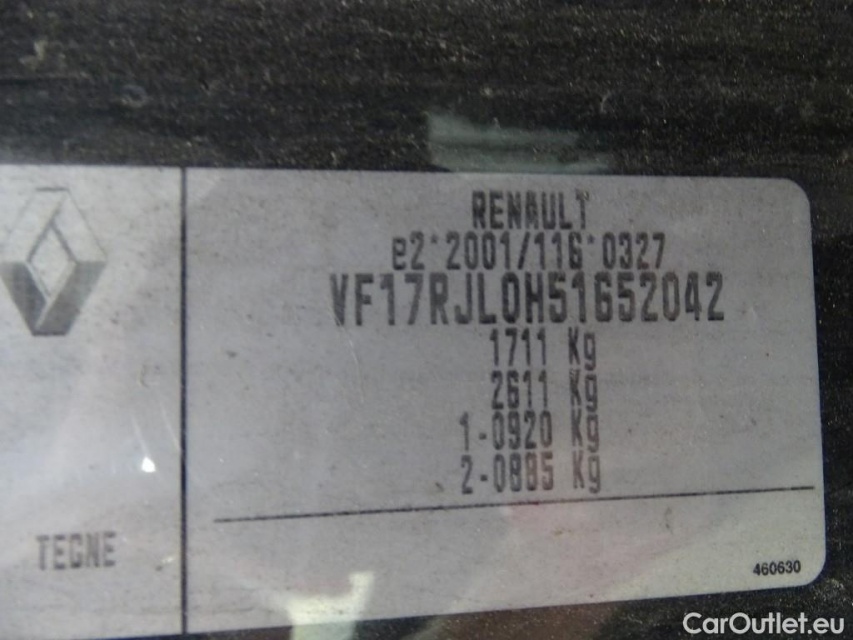 RENAULT
e2*2001/116*0327
VF17RJL0H51652042
1711 Kg
2611 Kg
1-0920 Kg
2-0885 Kg
TECNE
460630
CarOutlet.eu